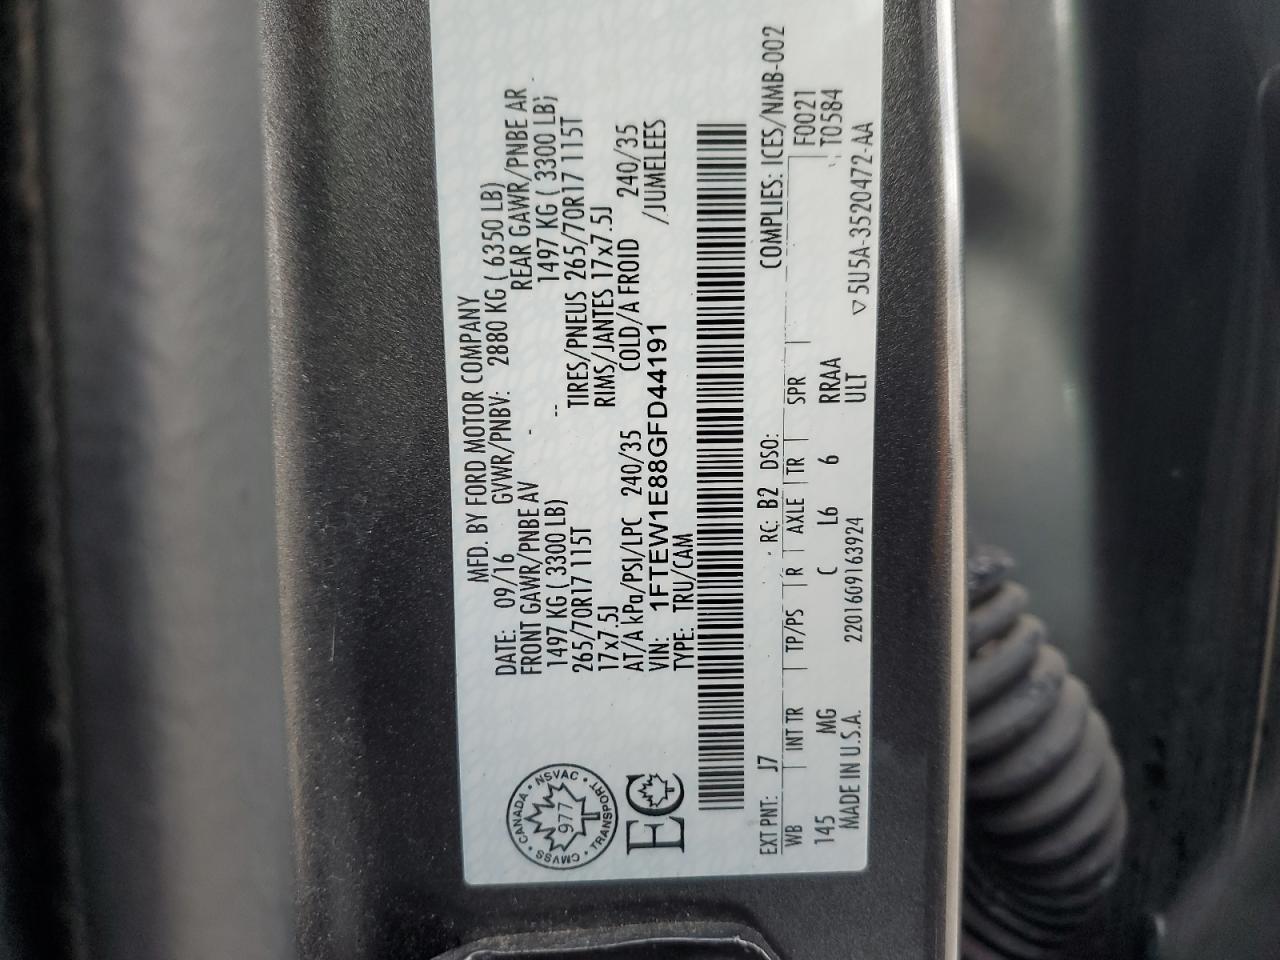 MFD. BY FORD MOTOR COMPANY
DATE: 09/16 GVWR/PNBV: 2880 KG ( 6350 LB)
FRONT GAWR/PNBE AV - REAR GAWR/PNBE AR
1497 KG ( 3300 LB) -- 1497 KG ( 3300 LB);
265/70R17 115T TIRES/PNEUS 265/70R17 115T
17x7.5J RIMS/JANTES 17x7.5J
AT/A kPa/PSI/LPC 240/35 COLD/A FROID 240/35
VIN: 1FTEW1E88GFD44191 /JUMELEES
TYPE: TRU/CAM
CANADA • NSVAC • TRANSPORT • CMVSS •
977
EC
EXT PNT: J7 RC: B2 DSO: COMPLIES: ICES/NMB-002
WB INT TR TP/PS R AXLE TR SPR F0021
145 MG C L6 6 RRAA T0584
MADE IN U.S.A. 2201609163924 ULT ▽ 5U5A-3520472-AA